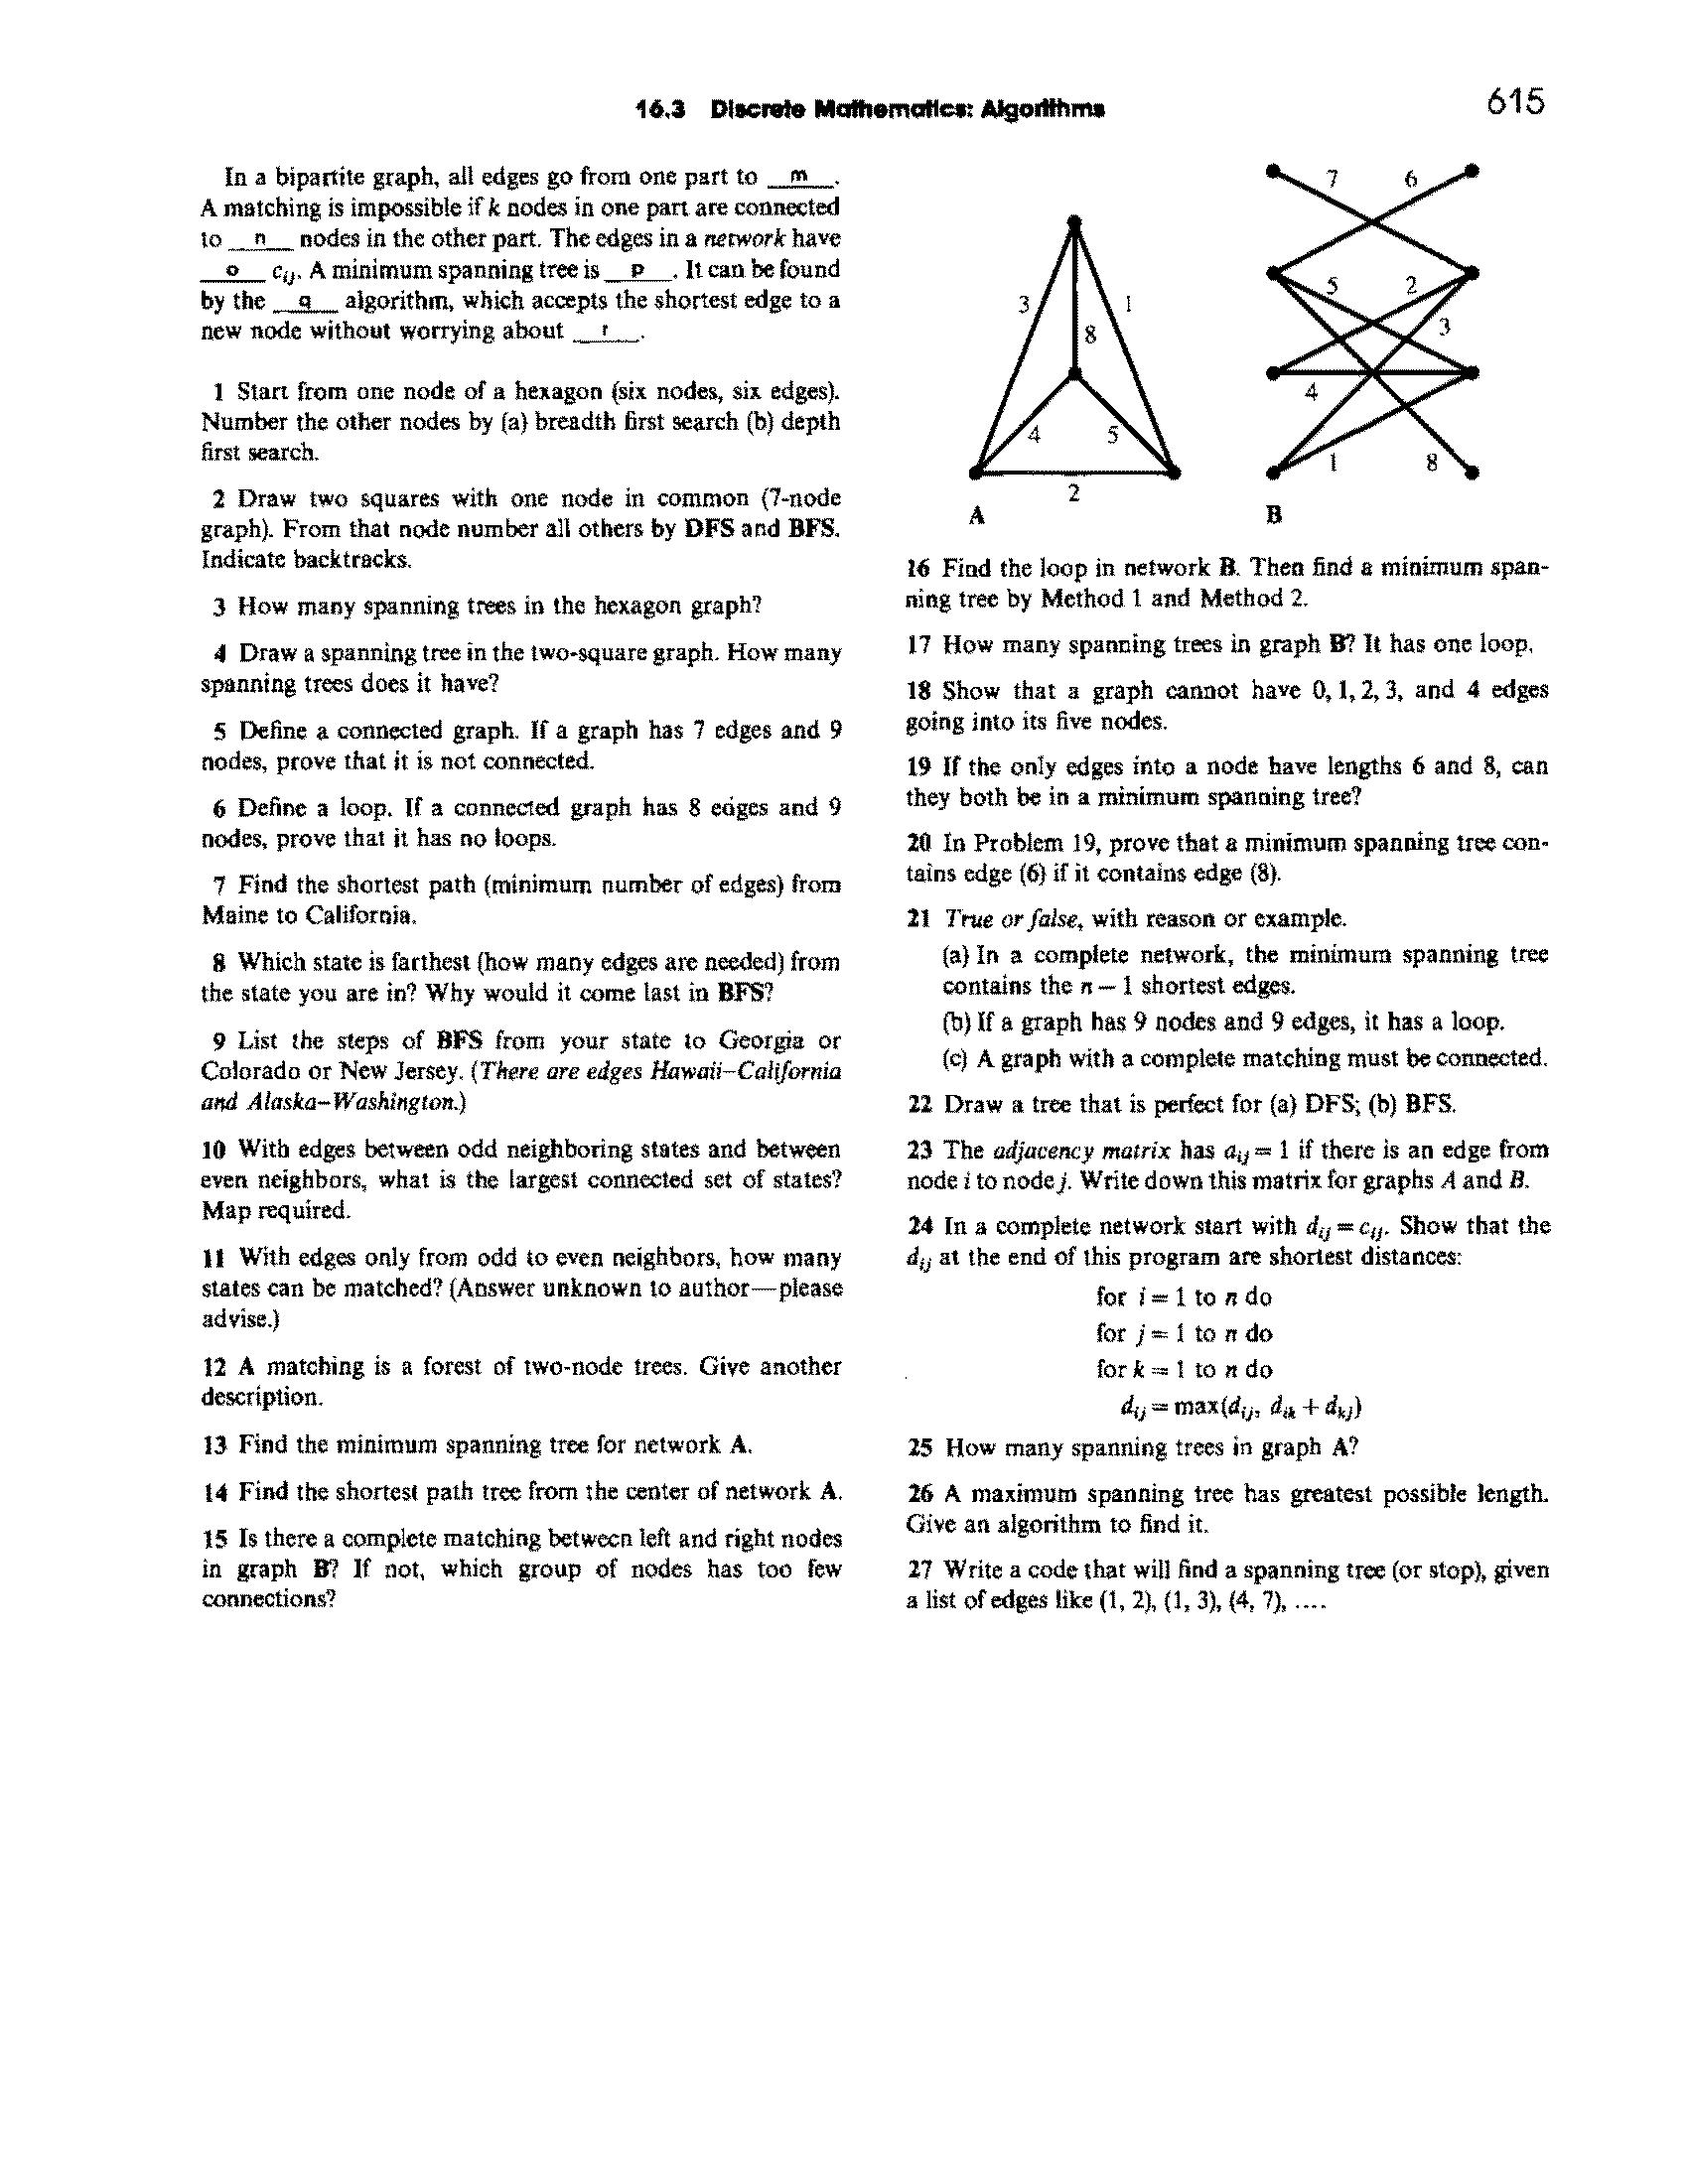 16.3 Discrete Mathematics: Algorithms
615
In a bipartite graph, all edges go from one part to m.
A matching is impossible if k nodes in one part are connected
to n nodes in the other part. The edges in a network have
o c_ij. A minimum spanning tree is p. It can be found
by the q algorithm, which accepts the shortest edge to a
new node without worrying about r.
1 Start from one node of a hexagon (six nodes, six edges).
Number the other nodes by (a) breadth first search (b) depth
first search.
2 Draw two squares with one node in common (7-node
graph). From that node number all others by DFS and BFS.
Indicate backtracks.
3 How many spanning trees in the hexagon graph?
4 Draw a spanning tree in the two-square graph. How many
spanning trees does it have?
5 Define a connected graph. If a graph has 7 edges and 9
nodes, prove that it is not connected.
6 Define a loop. If a connected graph has 8 edges and 9
nodes, prove that it has no loops.
7 Find the shortest path (minimum number of edges) from
Maine to California.
8 Which state is farthest (how many edges are needed) from
the state you are in? Why would it come last in BFS?
9 List the steps of BFS from your state to Georgia or
Colorado or New Jersey. (There are edges Hawaii–California
and Alaska–Washington.)
10 With edges between odd neighboring states and between
even neighbors, what is the largest connected set of states?
Map required.
11 With edges only from odd to even neighbors, how many
states can be matched? (Answer unknown to author—please
advise.)
12 A matching is a forest of two-node trees. Give another
description.
13 Find the minimum spanning tree for network A.
14 Find the shortest path tree from the center of network A.
15 Is there a complete matching between left and right nodes
in graph B? If not, which group of nodes has too few
connections?
3
1
8
4
5
2
A
7
6
5
2
3
4
1
8
B
16 Find the loop in network B. Then find a minimum span-
ning tree by Method 1 and Method 2.
17 How many spanning trees in graph B? It has one loop.
18 Show that a graph cannot have 0, 1, 2, 3, and 4 edges
going into its five nodes.
19 If the only edges into a node have lengths 6 and 8, can
they both be in a minimum spanning tree?
20 In Problem 19, prove that a minimum spanning tree con-
tains edge (6) if it contains edge (8).
21 True or false, with reason or example.
(a) In a complete network, the minimum spanning tree
contains the n – 1 shortest edges.
(b) If a graph has 9 nodes and 9 edges, it has a loop.
(c) A graph with a complete matching must be connected.
22 Draw a tree that is perfect for (a) DFS; (b) BFS.
23 The adjacency matrix has a_ij = 1 if there is an edge from
node i to node j. Write down this matrix for graphs A and B.
24 In a complete network start with d_ij = c_ij. Show that the
d_ij at the end of this program are shortest distances:
for i = 1 to n do
for j = 1 to n do
for k = 1 to n do
d_ij = max(d_ij, d_ik + d_kj)
25 How many spanning trees in graph A?
26 A maximum spanning tree has greatest possible length.
Give an algorithm to find it.
27 Write a code that will find a spanning tree (or stop), given
a list of edges like (1, 2), (1, 3), (4, 7), ....